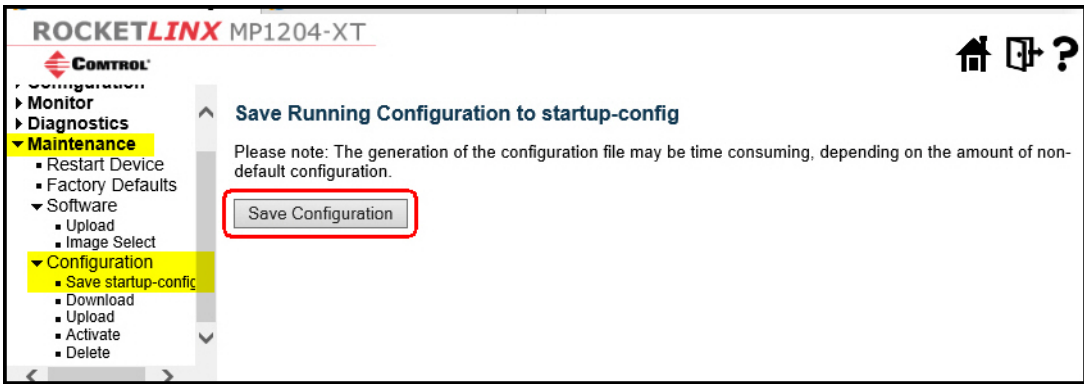 ROCKETLINX MP1204-XT
COMTROL
?
Configuration
Monitor
Diagnostics
Maintenance
Restart Device
Factory Defaults
Software
Upload
Image Select
Configuration
Save startup-config
Download
Upload
Activate
Delete
Save Running Configuration to startup-config
Please note: The generation of the configuration file may be time consuming, depending on the amount of non-
default configuration.
Save Configuration